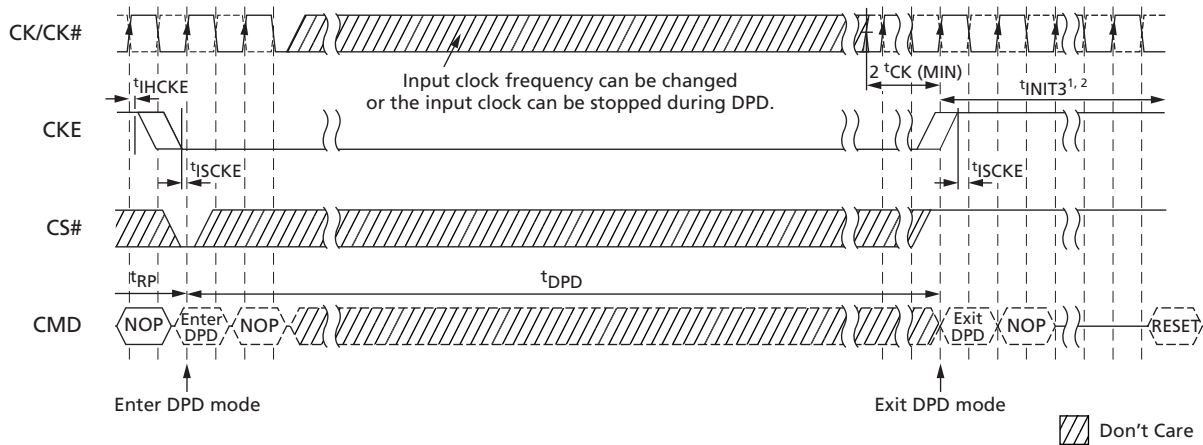 CK/CK#
Input clock frequency can be changed
or the input clock can be stopped during DPD.
2 tCK (MIN)
tINIT3 1, 2
tIHCKE
CKE
tISCKE
tISCKE
CS#
tRP
tDPD
CMD
NOP
Enter
DPD
NOP
Exit
DPD
NOP
RESET
Enter DPD mode
Exit DPD mode
Don't Care